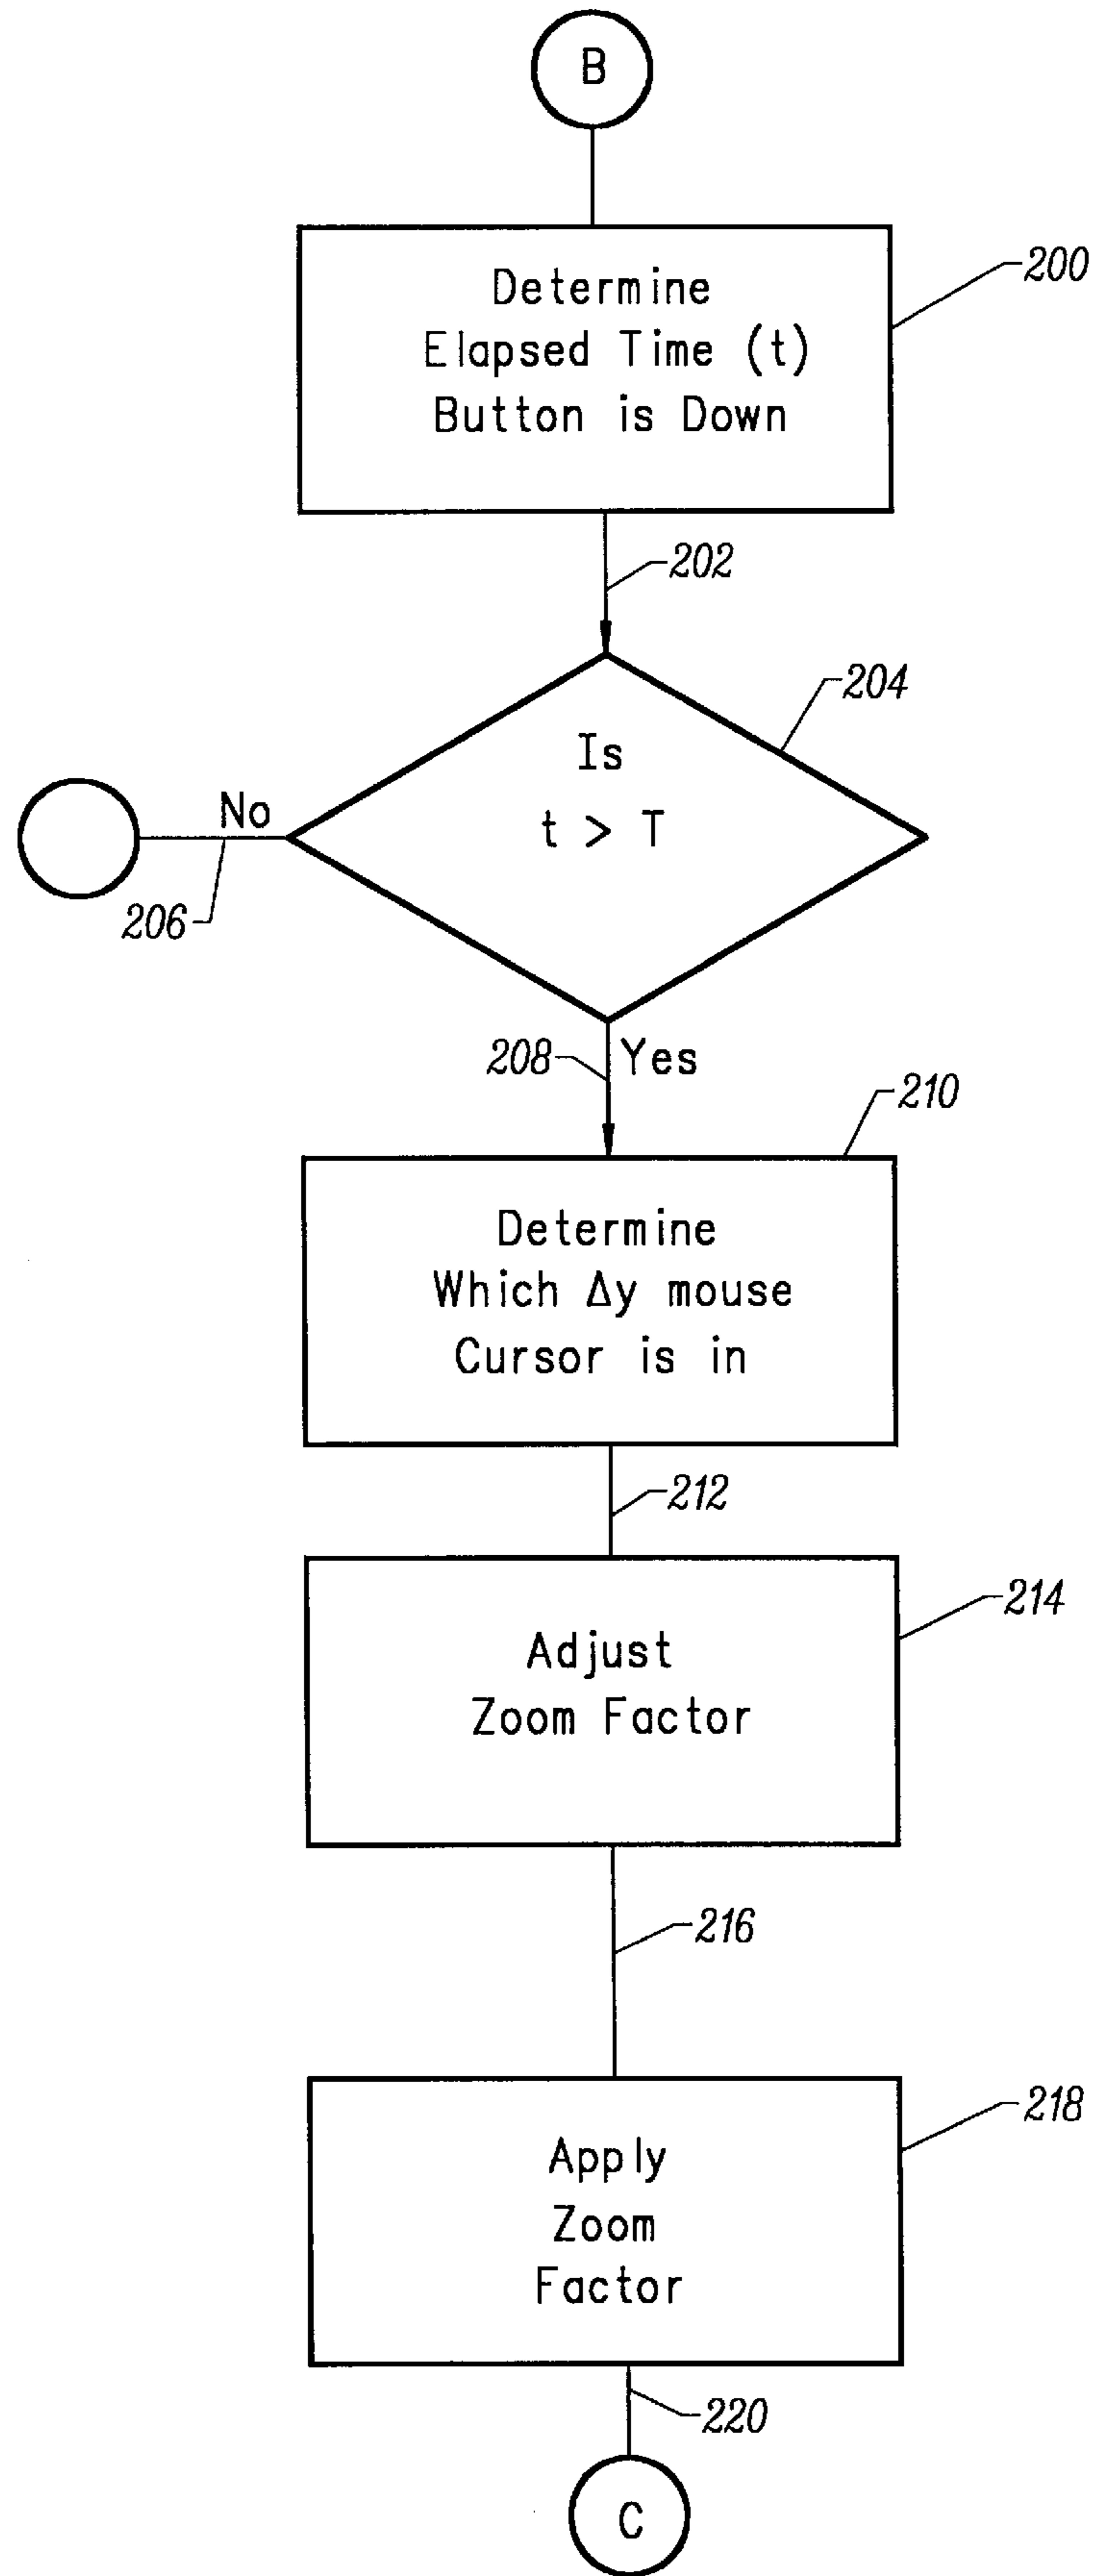 B
Determine
Elapsed Time (t)
Button is Down
200
202
204
Is
t > T
No
206
208
Yes
210
Determine
Which Δy mouse
Cursor is in
212
214
Adjust
Zoom Factor
216
218
Apply
Zoom
Factor
220
C